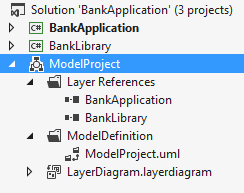 Solution 'BankApplication' (3 projects)
C# BankApplication
C# BankLibrary
ModelProject
Layer References
BankApplication
BankLibrary
ModelDefinition
ModelProject.uml
LayerDiagram.layerdiagram